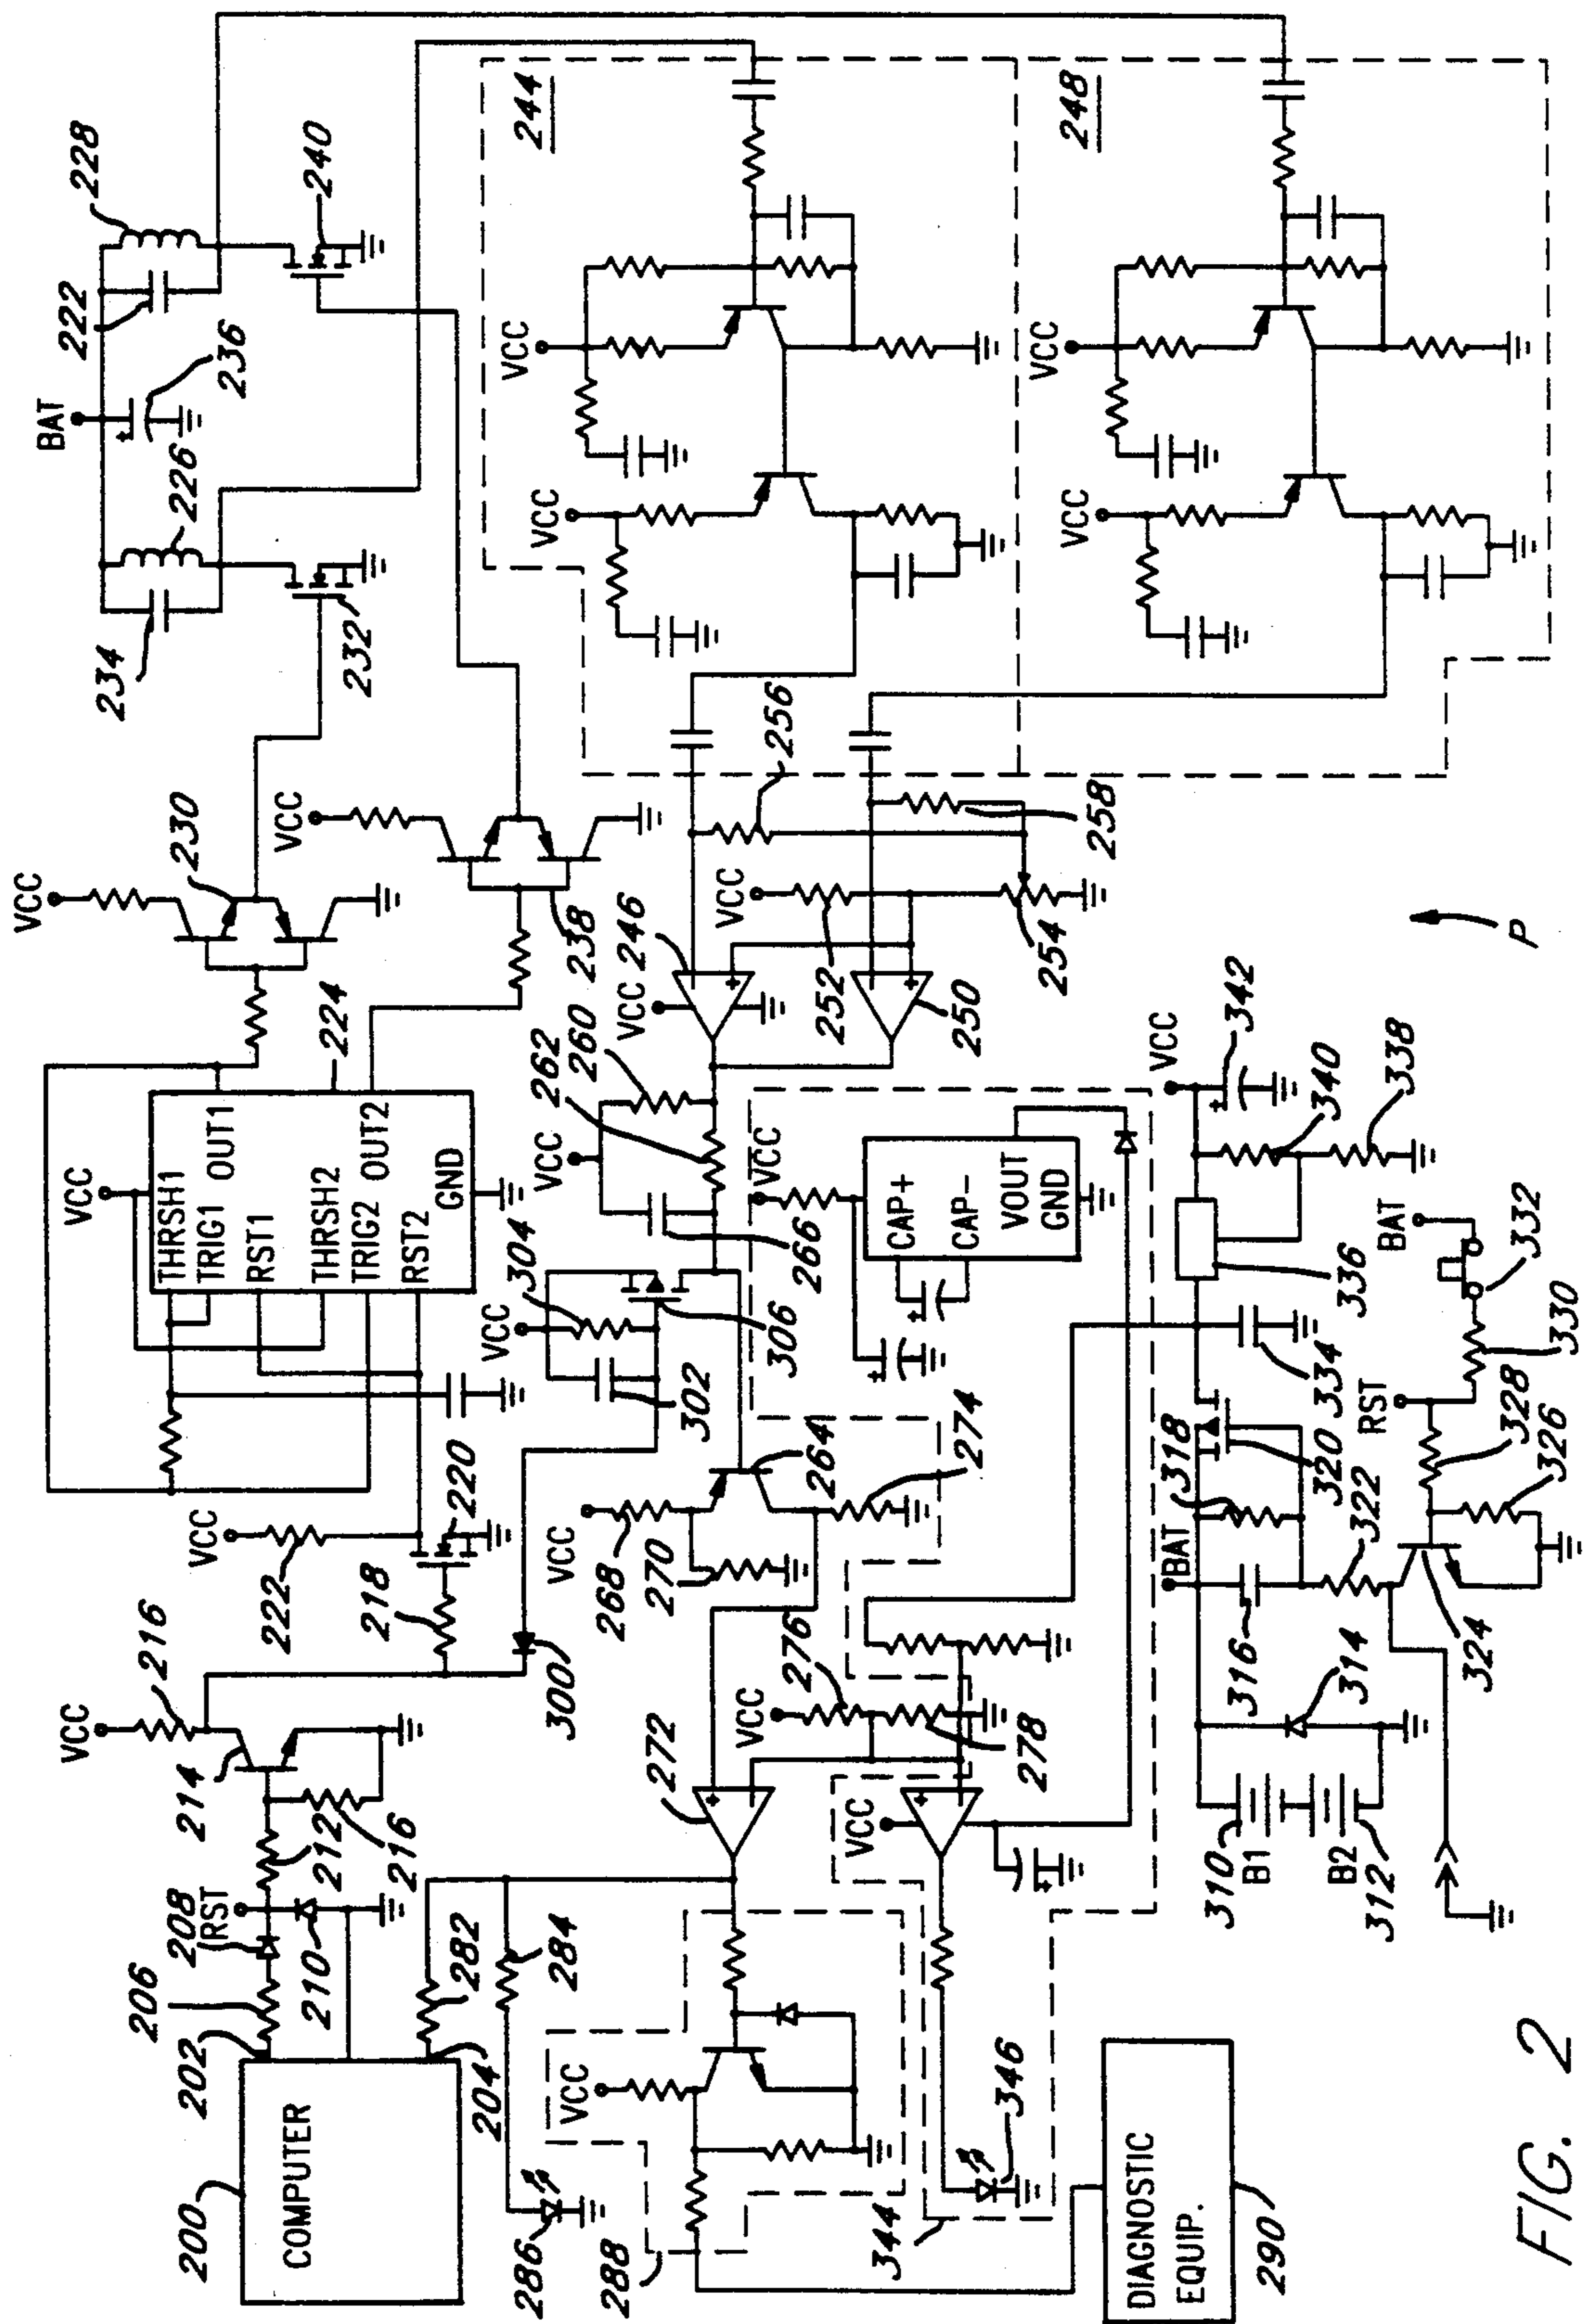 200
COMPUTER
202
206
208
RST
210
212
214
VCC
216
216
204
282
284
286
288
VCC
DIAGNOSTIC
EQUIP.
290
344
346
VCC
222
218
220
300
VCC
THRSH1
TRIG1
RST1
THRSH2
TRIG2
RST2
OUT1
OUT2
GND
224
VCC
230
VCC
238
BAT
234
226
236
222
228
232
240
244
VCC
VCC
248
VCC
VCC
VCC
246
256
VCC
252
254
258
250
VCC
260
262
266
VCC
304
302
306
VCC
268
270
264
274
272
VCC
276
278
VCC
VCC
CAP+
CAP-
VOUT
GND
310
B1
B2
312
314
BAT
316
318
320
322
324
326
328
RST
330
332
BAT
334
336
338
340
VCC
342
P
FIG. 2